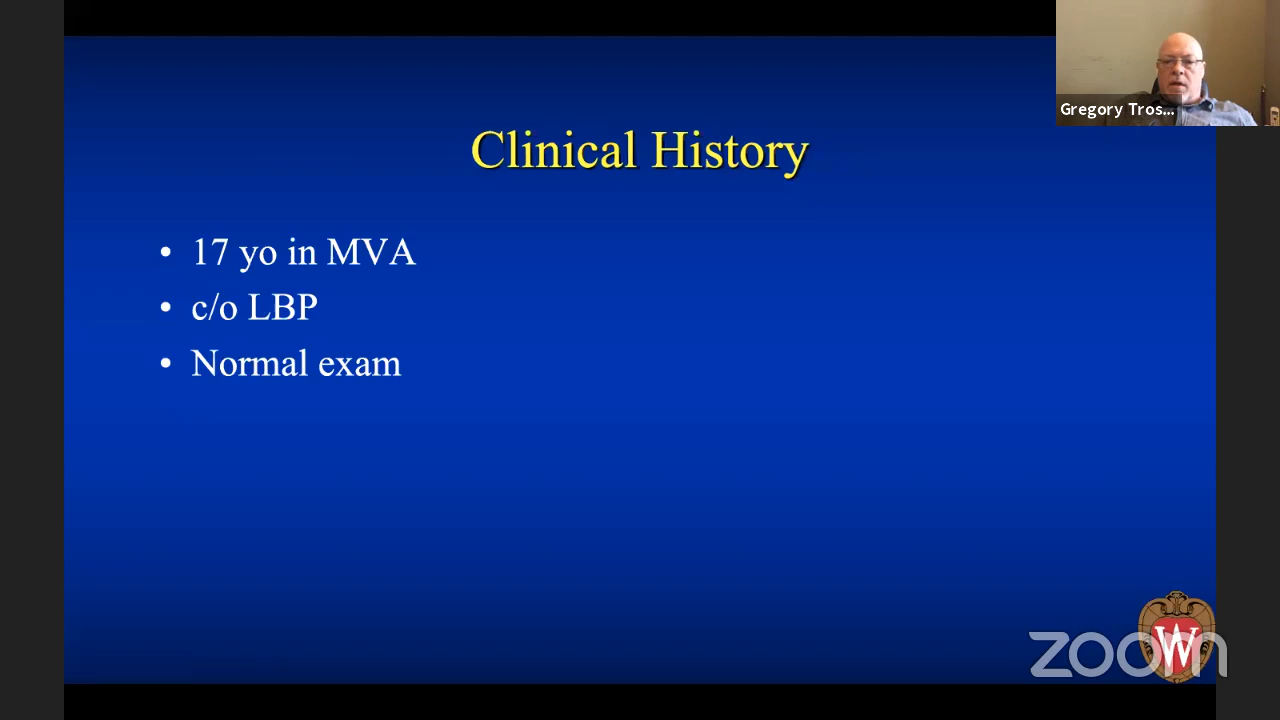 Gregory Tros...
Clinical History
• 17 yo in MVA
• c/o LBP
• Normal exam
W
zoom